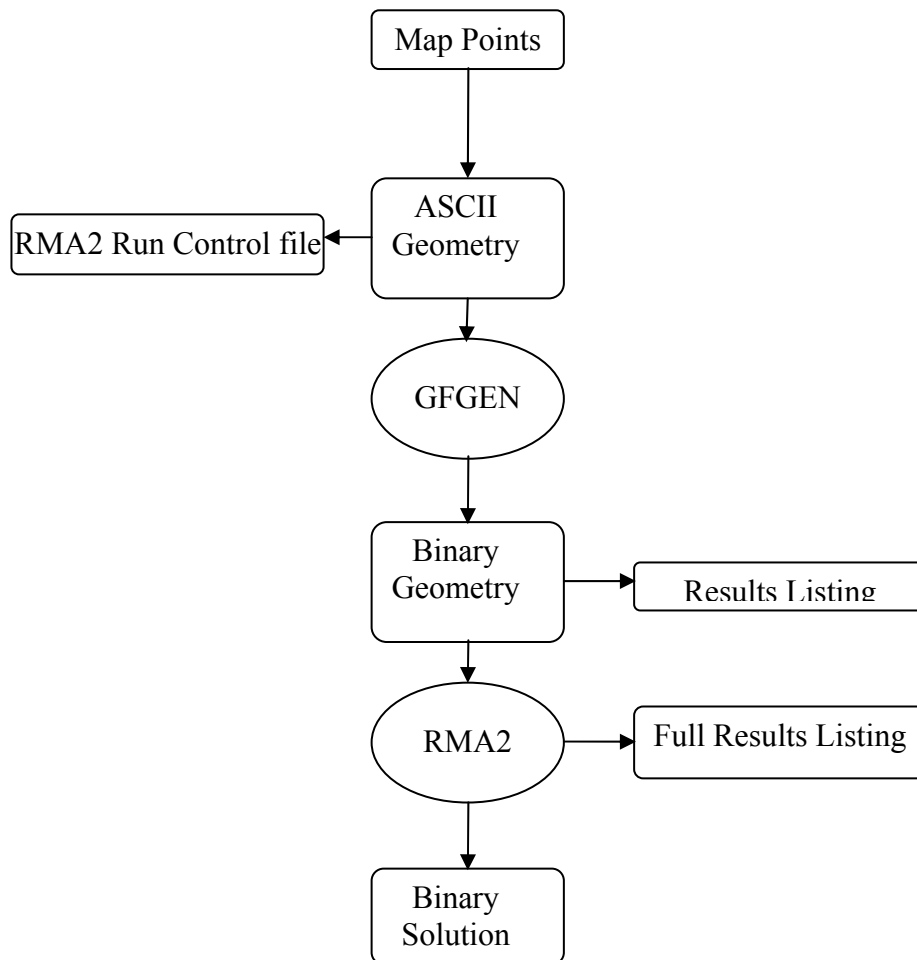 Map Points
ASCII
Geometry
RMA2 Run Control file
GFGEN
Binary
Geometry
Results Listing
RMA2
Full Results Listing
Binary
Solution